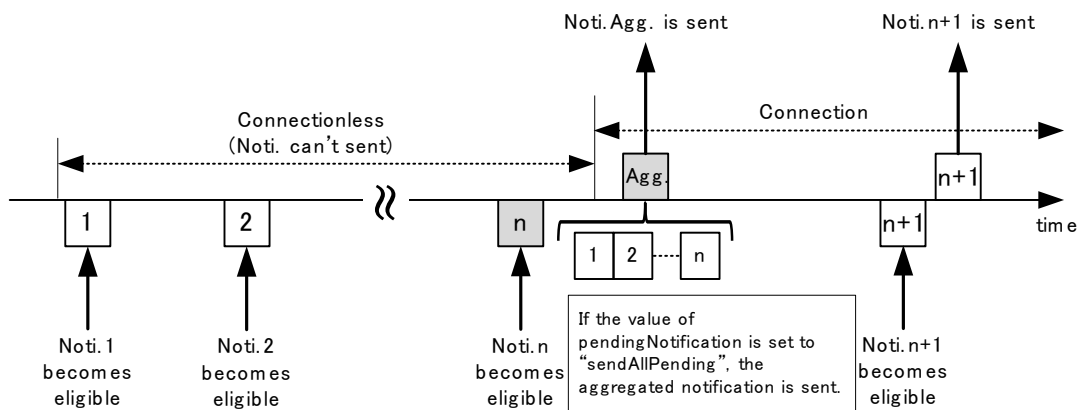 Noti.Agg. is sent
Noti.n+1 is sent
Connectionless
(Noti. can't sent)
Connection
Agg.
n+1
1
2
n
n+1
time
1
2
n
Noti.1
becomes
eligible
Noti.2
becomes
eligible
Noti.n
becomes
eligible
If the value of
pendingNotification is set to
“sendAllPending”, the
aggregated notification is sent.
Noti.n+1
becomes
eligible